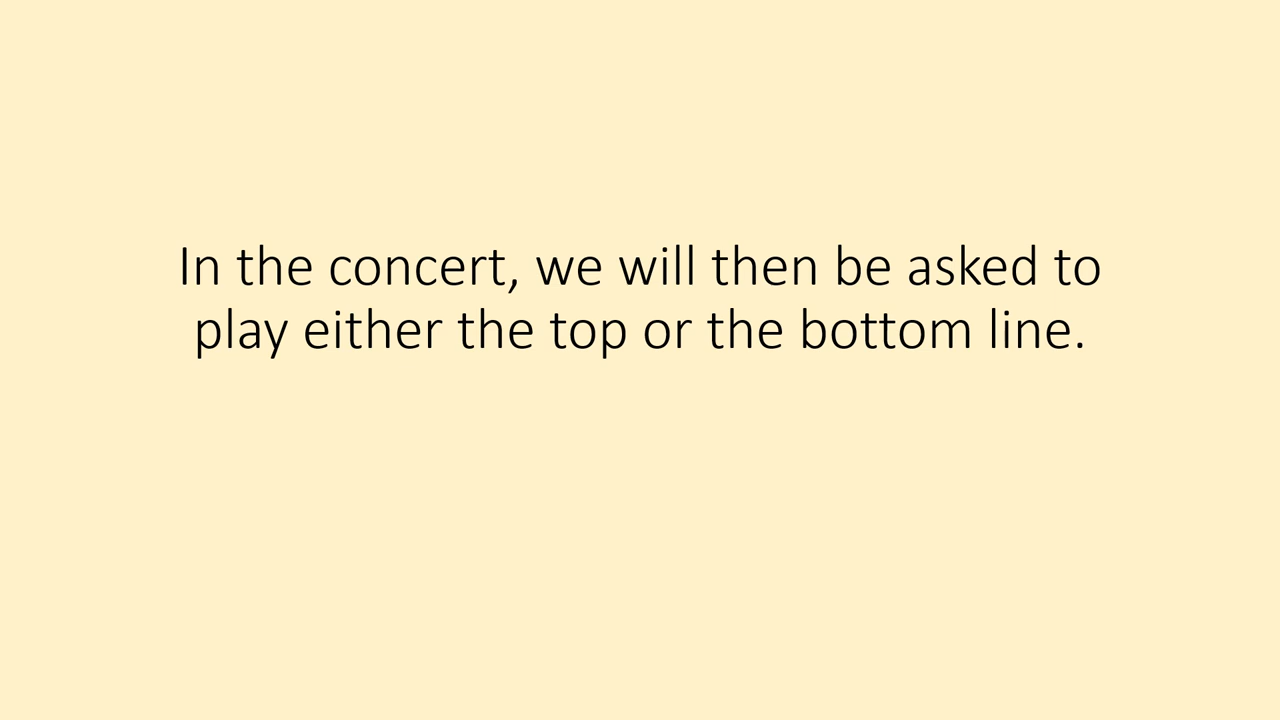 In the concert, we will then be asked to
play either the top or the bottom line.